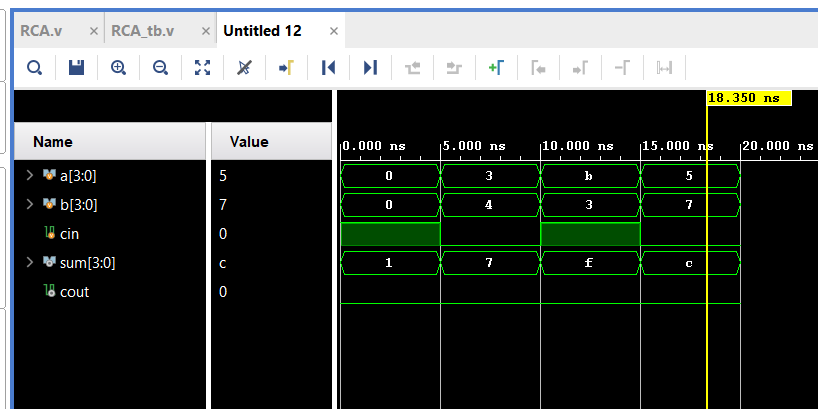 RCA.v × RCA_tb.v × Untitled 12 ×
18.350 ns
Name Value 0.000 ns 5.000 ns 10.000 ns 15.000 ns 20.000 ns
a[3:0] 5 0 3 b 5
b[3:0] 7 0 4 3 7
cin 0
sum[3:0] c 1 7 f c
cout 0